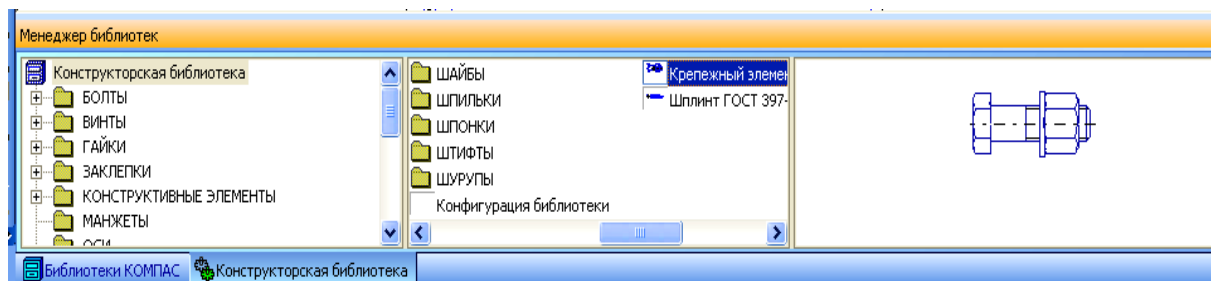 Менеджер библиотек
Конструкторская библиотека
БОЛТЫ
ВИНТЫ
ГАЙКИ
ЗАКЛЕПКИ
КОНСТРУКТИВНЫЕ ЭЛЕМЕНТЫ
МАНЖЕТЫ
ОСИ
ШАЙБЫ
ШПИЛЬКИ
ШПОНКИ
ШТИФТЫ
ШУРУПЫ
Конфигурация библиотеки
Крепежный элемен
Шплинт ГОСТ 397-
Библиотеки КОМПАС
Конструкторская библиотека